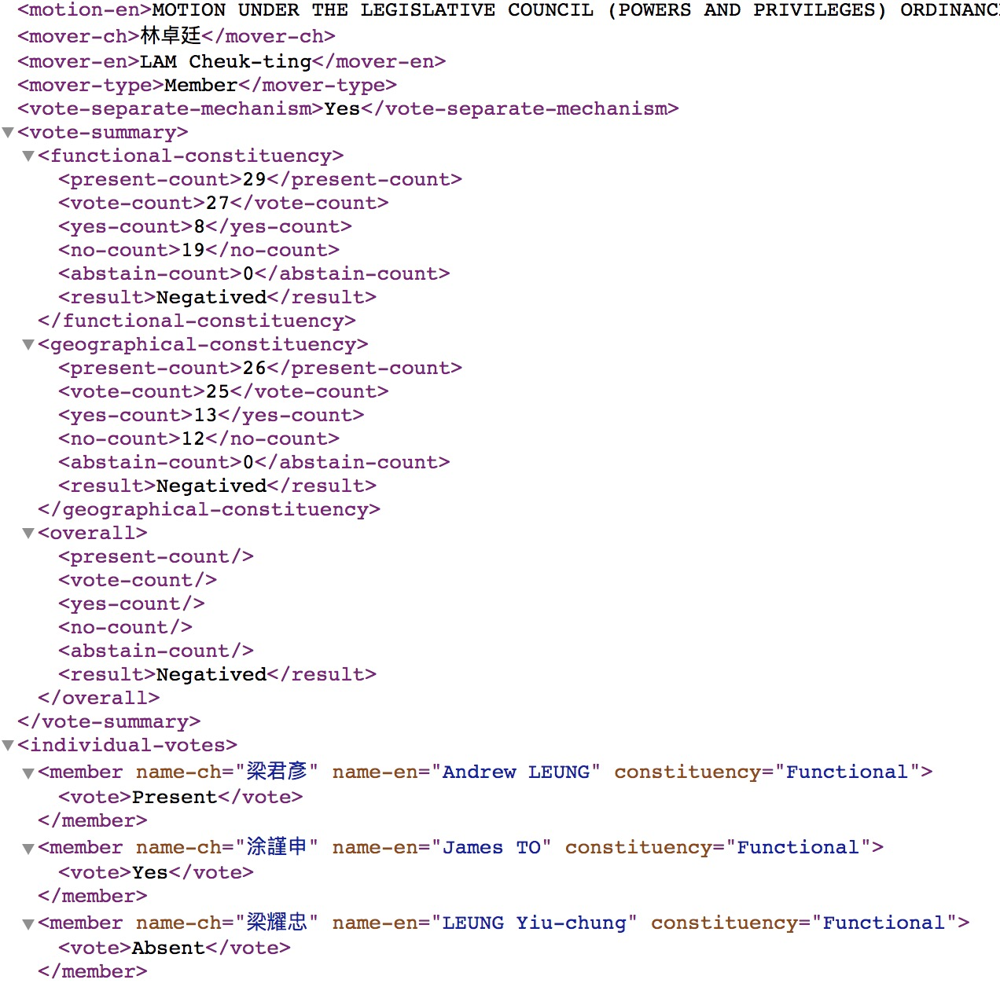 <motion-en>MOTION UNDER THE LEGISLATIVE COUNCIL (POWERS AND PRIVILEGES) ORDINANC
<mover-ch>林卓廷</mover-ch>
<mover-en>LAM Cheuk-ting</mover-en>
<mover-type>Member</mover-type>
<vote-separate-mechanism>Yes</vote-separate-mechanism>
▼<vote-summary>
▼<functional-constituency>
<present-count>29</present-count>
<vote-count>27</vote-count>
<yes-count>8</yes-count>
<no-count>19</no-count>
<abstain-count>0</abstain-count>
<result>Negatived</result>
</functional-constituency>
▼<geographical-constituency>
<present-count>26</present-count>
<vote-count>25</vote-count>
<yes-count>13</yes-count>
<no-count>12</no-count>
<abstain-count>0</abstain-count>
<result>Negatived</result>
</geographical-constituency>
▼<overall>
<present-count/>
<vote-count/>
<yes-count/>
<no-count/>
<abstain-count/>
<result>Negatived</result>
</overall>
</vote-summary>
▼<individual-votes>
▼<member name-ch="梁君彥" name-en="Andrew LEUNG" constituency="Functional">
<vote>Present</vote>
</member>
▼<member name-ch="涂謹申" name-en="James TO" constituency="Functional">
<vote>Yes</vote>
</member>
▼<member name-ch="梁耀忠" name-en="LEUNG Yiu-chung" constituency="Functional">
<vote>Absent</vote>
</member>